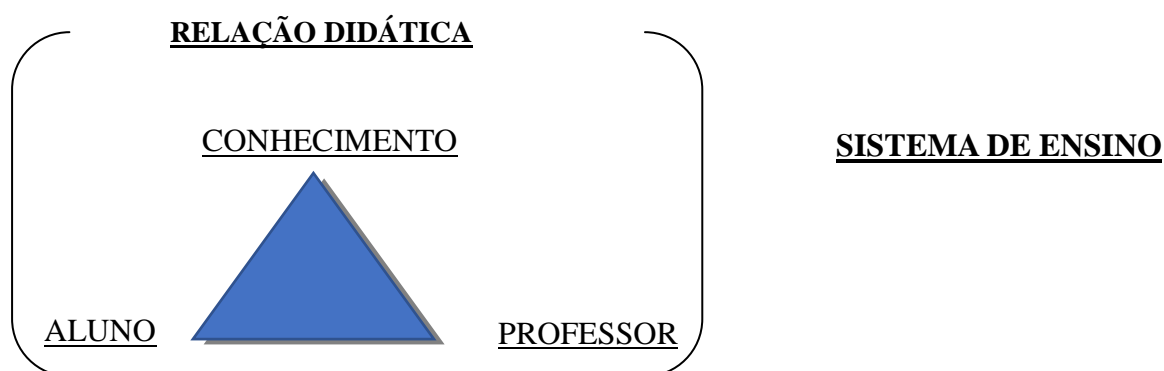 RELAÇÃO DIDÁTICA
CONHECIMENTO
SISTEMA DE ENSINO
ALUNO
PROFESSOR